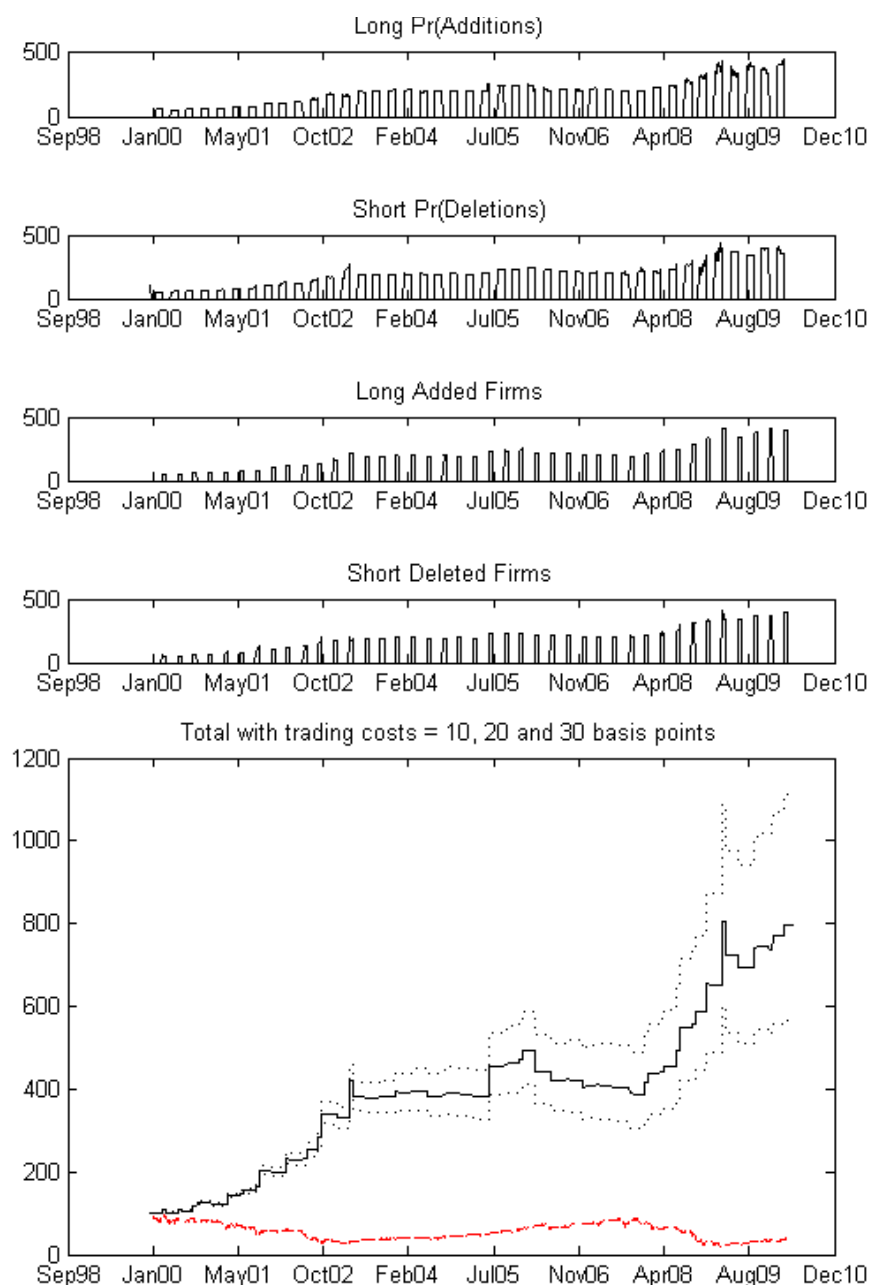 Long Pr(Additions)
500
0
Sep98 Jan00 May01 Oct02 Feb04 Jul05 Nov06 Apr08 Aug09 Dec10
Short Pr(Deletions)
500
0
Sep98 Jan00 May01 Oct02 Feb04 Jul05 Nov06 Apr08 Aug09 Dec10
Long Added Firms
500
0
Sep98 Jan00 May01 Oct02 Feb04 Jul05 Nov06 Apr08 Aug09 Dec10
Short Deleted Firms
500
0
Sep98 Jan00 May01 Oct02 Feb04 Jul05 Nov06 Apr08 Aug09 Dec10
Total with trading costs = 10, 20 and 30 basis points
1200
1000
800
600
400
200
0
Sep98 Jan00 May01 Oct02 Feb04 Jul05 Nov06 Apr08 Aug09 Dec10